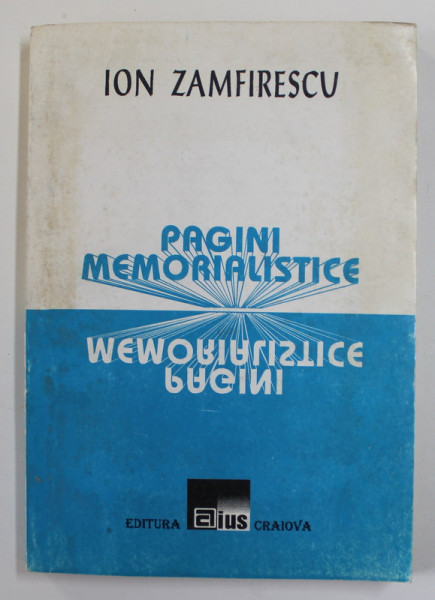 ION ZAMFIRESCU
PAGINI
MEMORIALISTICE
MEMORIALISTICE
PAGINI
EDITURA aius CRAIOVA